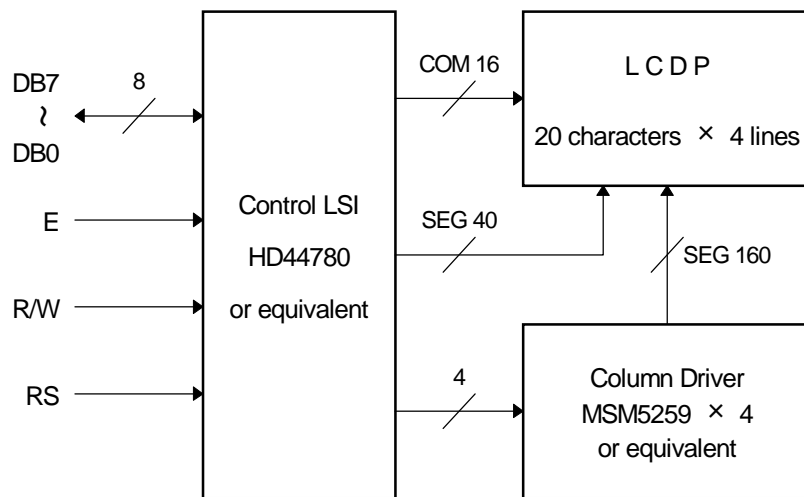 DB7
~
DB0
8
E
R/W
RS
Control LSI
HD44780
or equivalent
COM 16
SEG 40
4
L C D P
20 characters × 4 lines
SEG 160
Column Driver
MSM5259 × 4
or equivalent